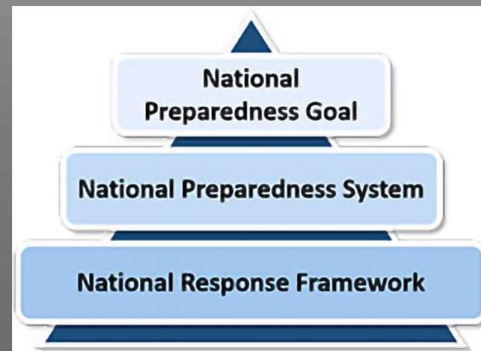 National
Preparedness Goal
National Preparedness System
National Response Framework